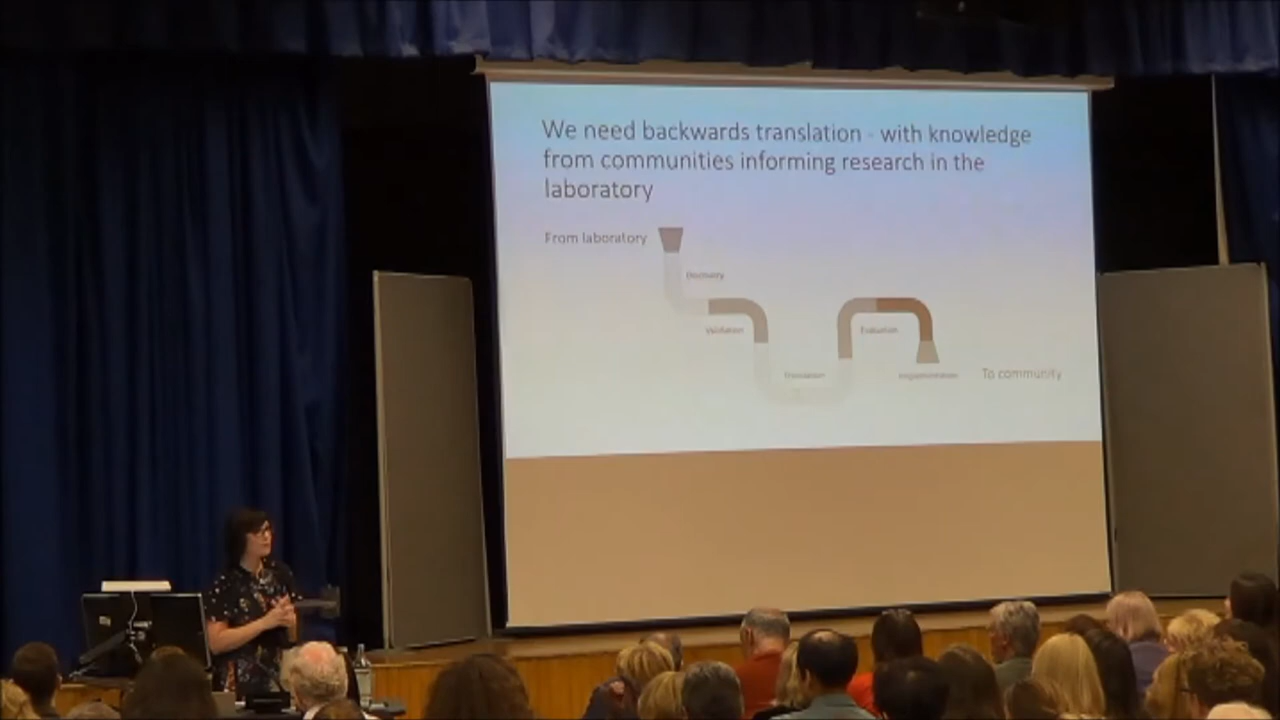 We need backwards translation - with knowledge
from communities informing research in the
laboratory
From laboratory
Discovery
Validation
Evaluation
Translation
Implementation
To community